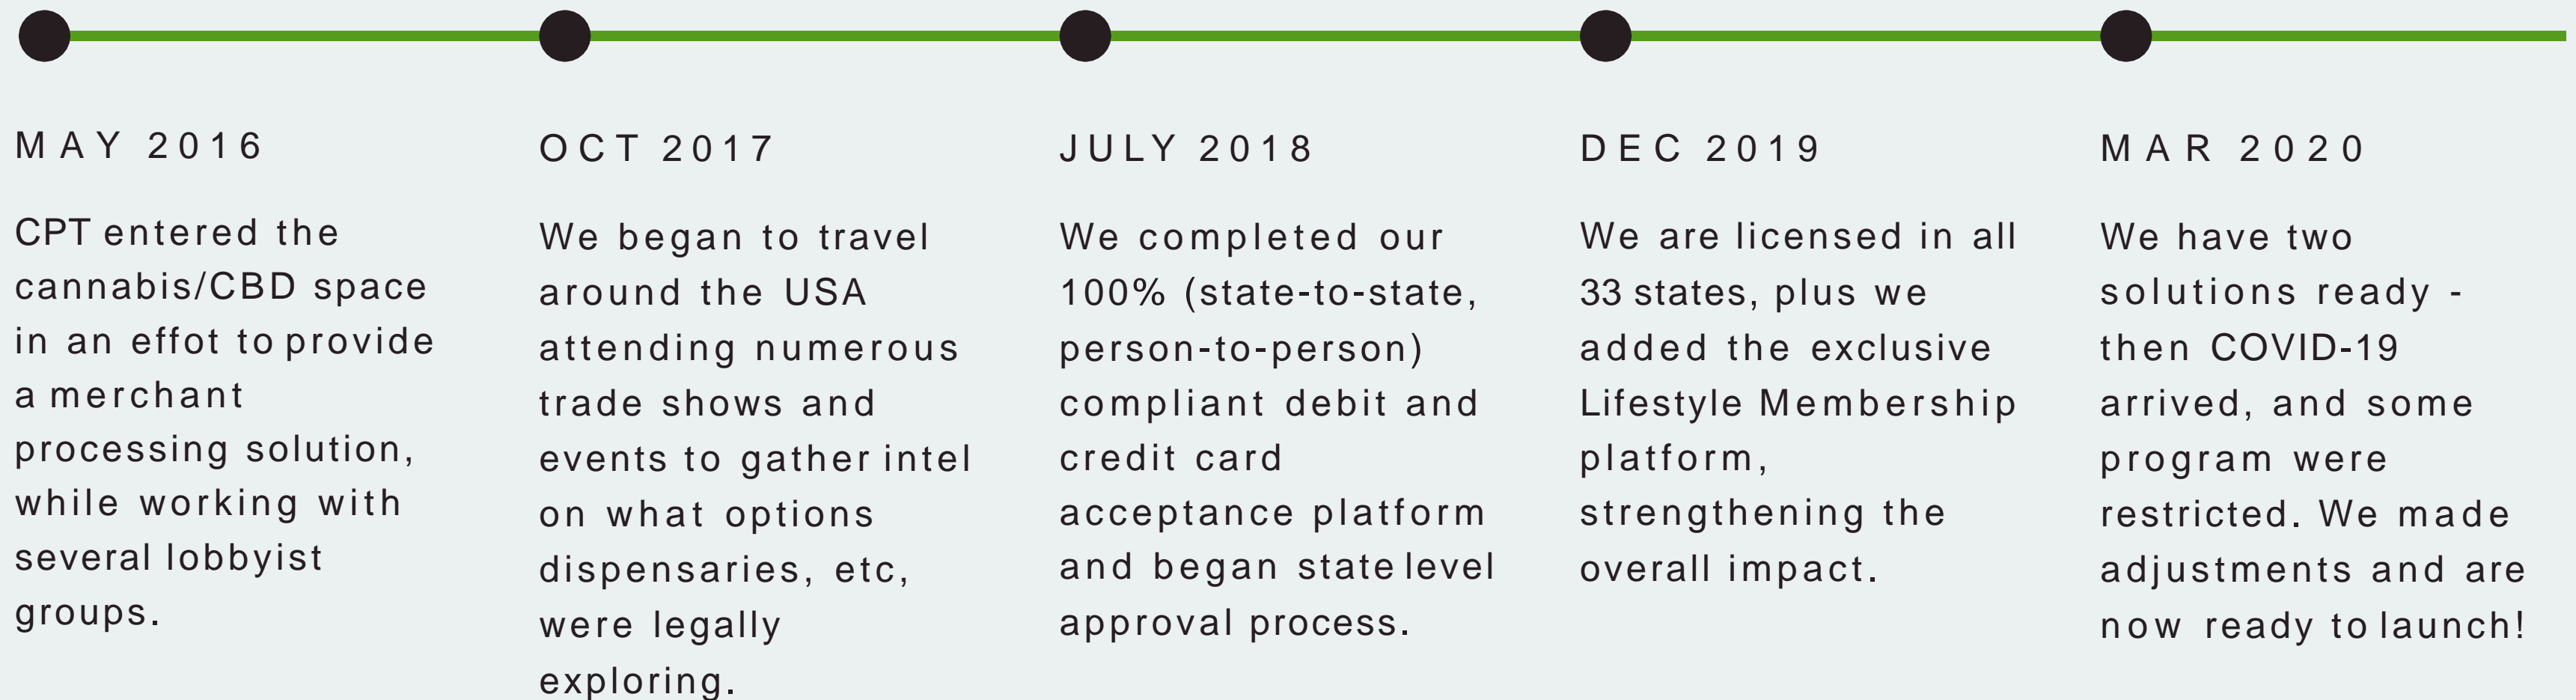 MAY 2016
CPT entered the
cannabis/CBD space
in an effot to provide
a merchant
processing solution,
while working with
several lobbyist
groups.
OCT 2017
We began to travel
around the USA
attending numerous
trade shows and
events to gather intel
on what options
dispensaries, etc,
were legally
exploring.
JULY 2018
We completed our
100% (state-to-state,
person-to-person)
compliant debit and
credit card
acceptance platform
and began state level
approval process.
DEC 2019
We are licensed in all
33 states, plus we
added the exclusive
Lifestyle Membership
platform,
strengthening the
overall impact.
MAR 2020
We have two
solutions ready -
then COVID-19
arrived, and some
program were
restricted. We made
adjustments and are
now ready to launch!